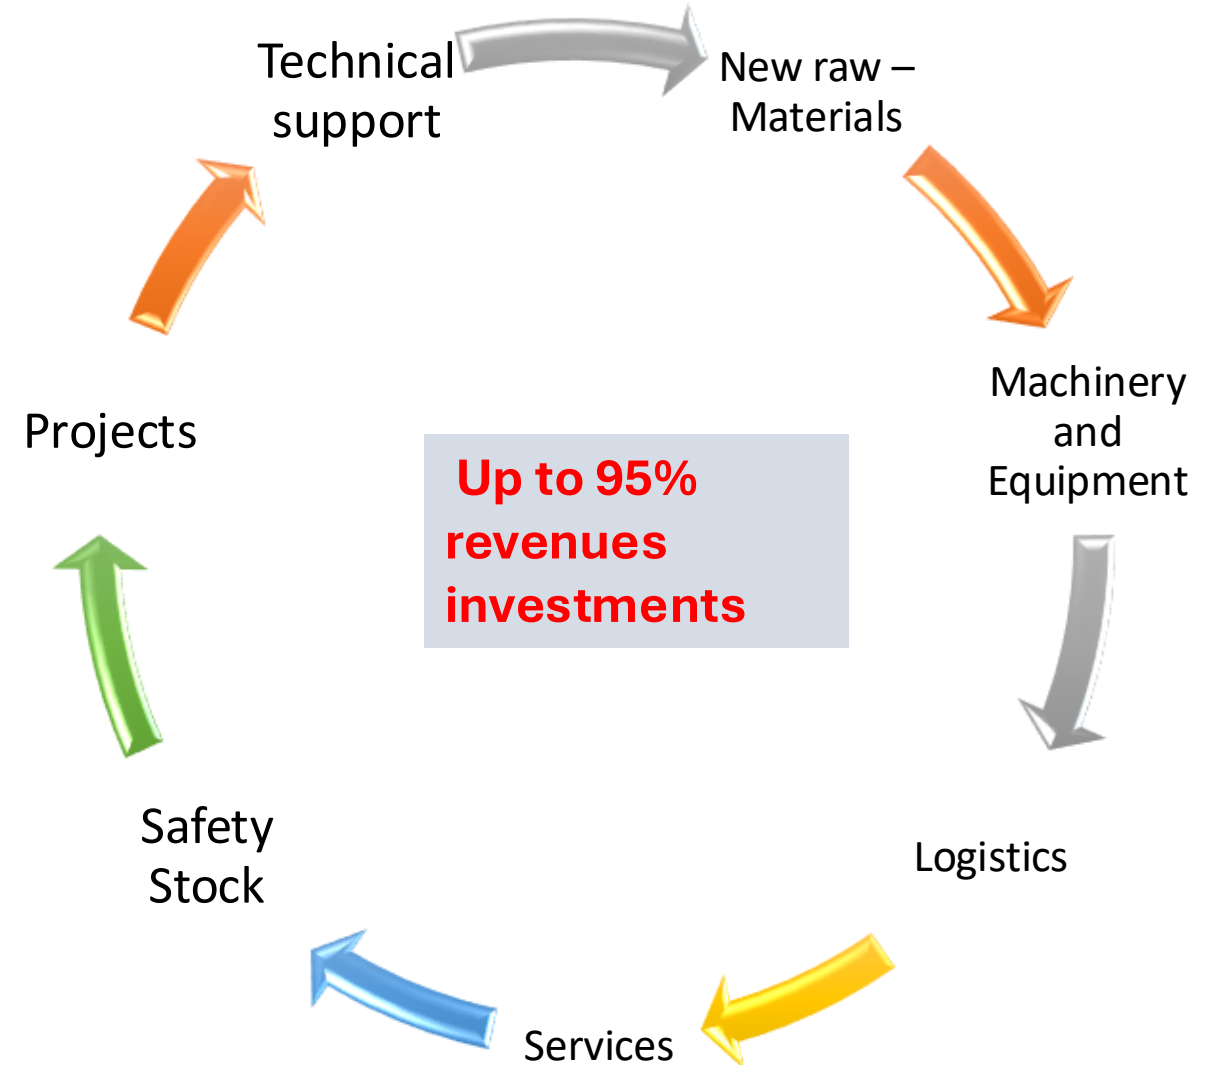 Technical
support
New raw –
Materials
Machinery
and
Equipment
Logistics
Services
Safety
Stock
Projects
Up to 95%
revenues
investments